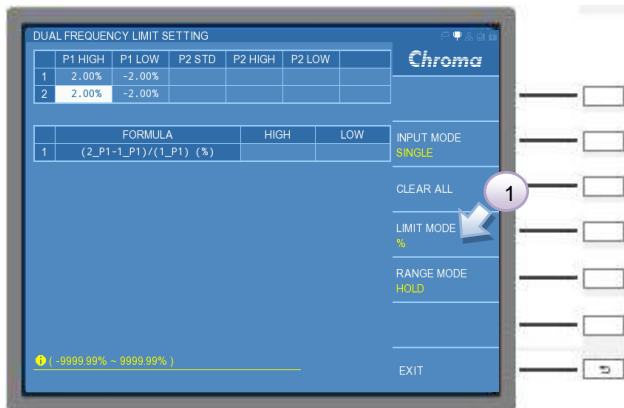 DUAL FREQUENCY LIMIT SETTING
Chroma
P1 HIGH P1 LOW P2 STD P2 HIGH P2 LOW
1 2.00% -2.00%
2 2.00% -2.00%
FORMULA HIGH LOW
1 (2_P1-1_P1)/(1_P1) (%)
INPUT MODE
SINGLE
CLEAR ALL
1
LIMIT MODE
%
RANGE MODE
HOLD
( -9999.99% ~ 9999.99% )
EXIT